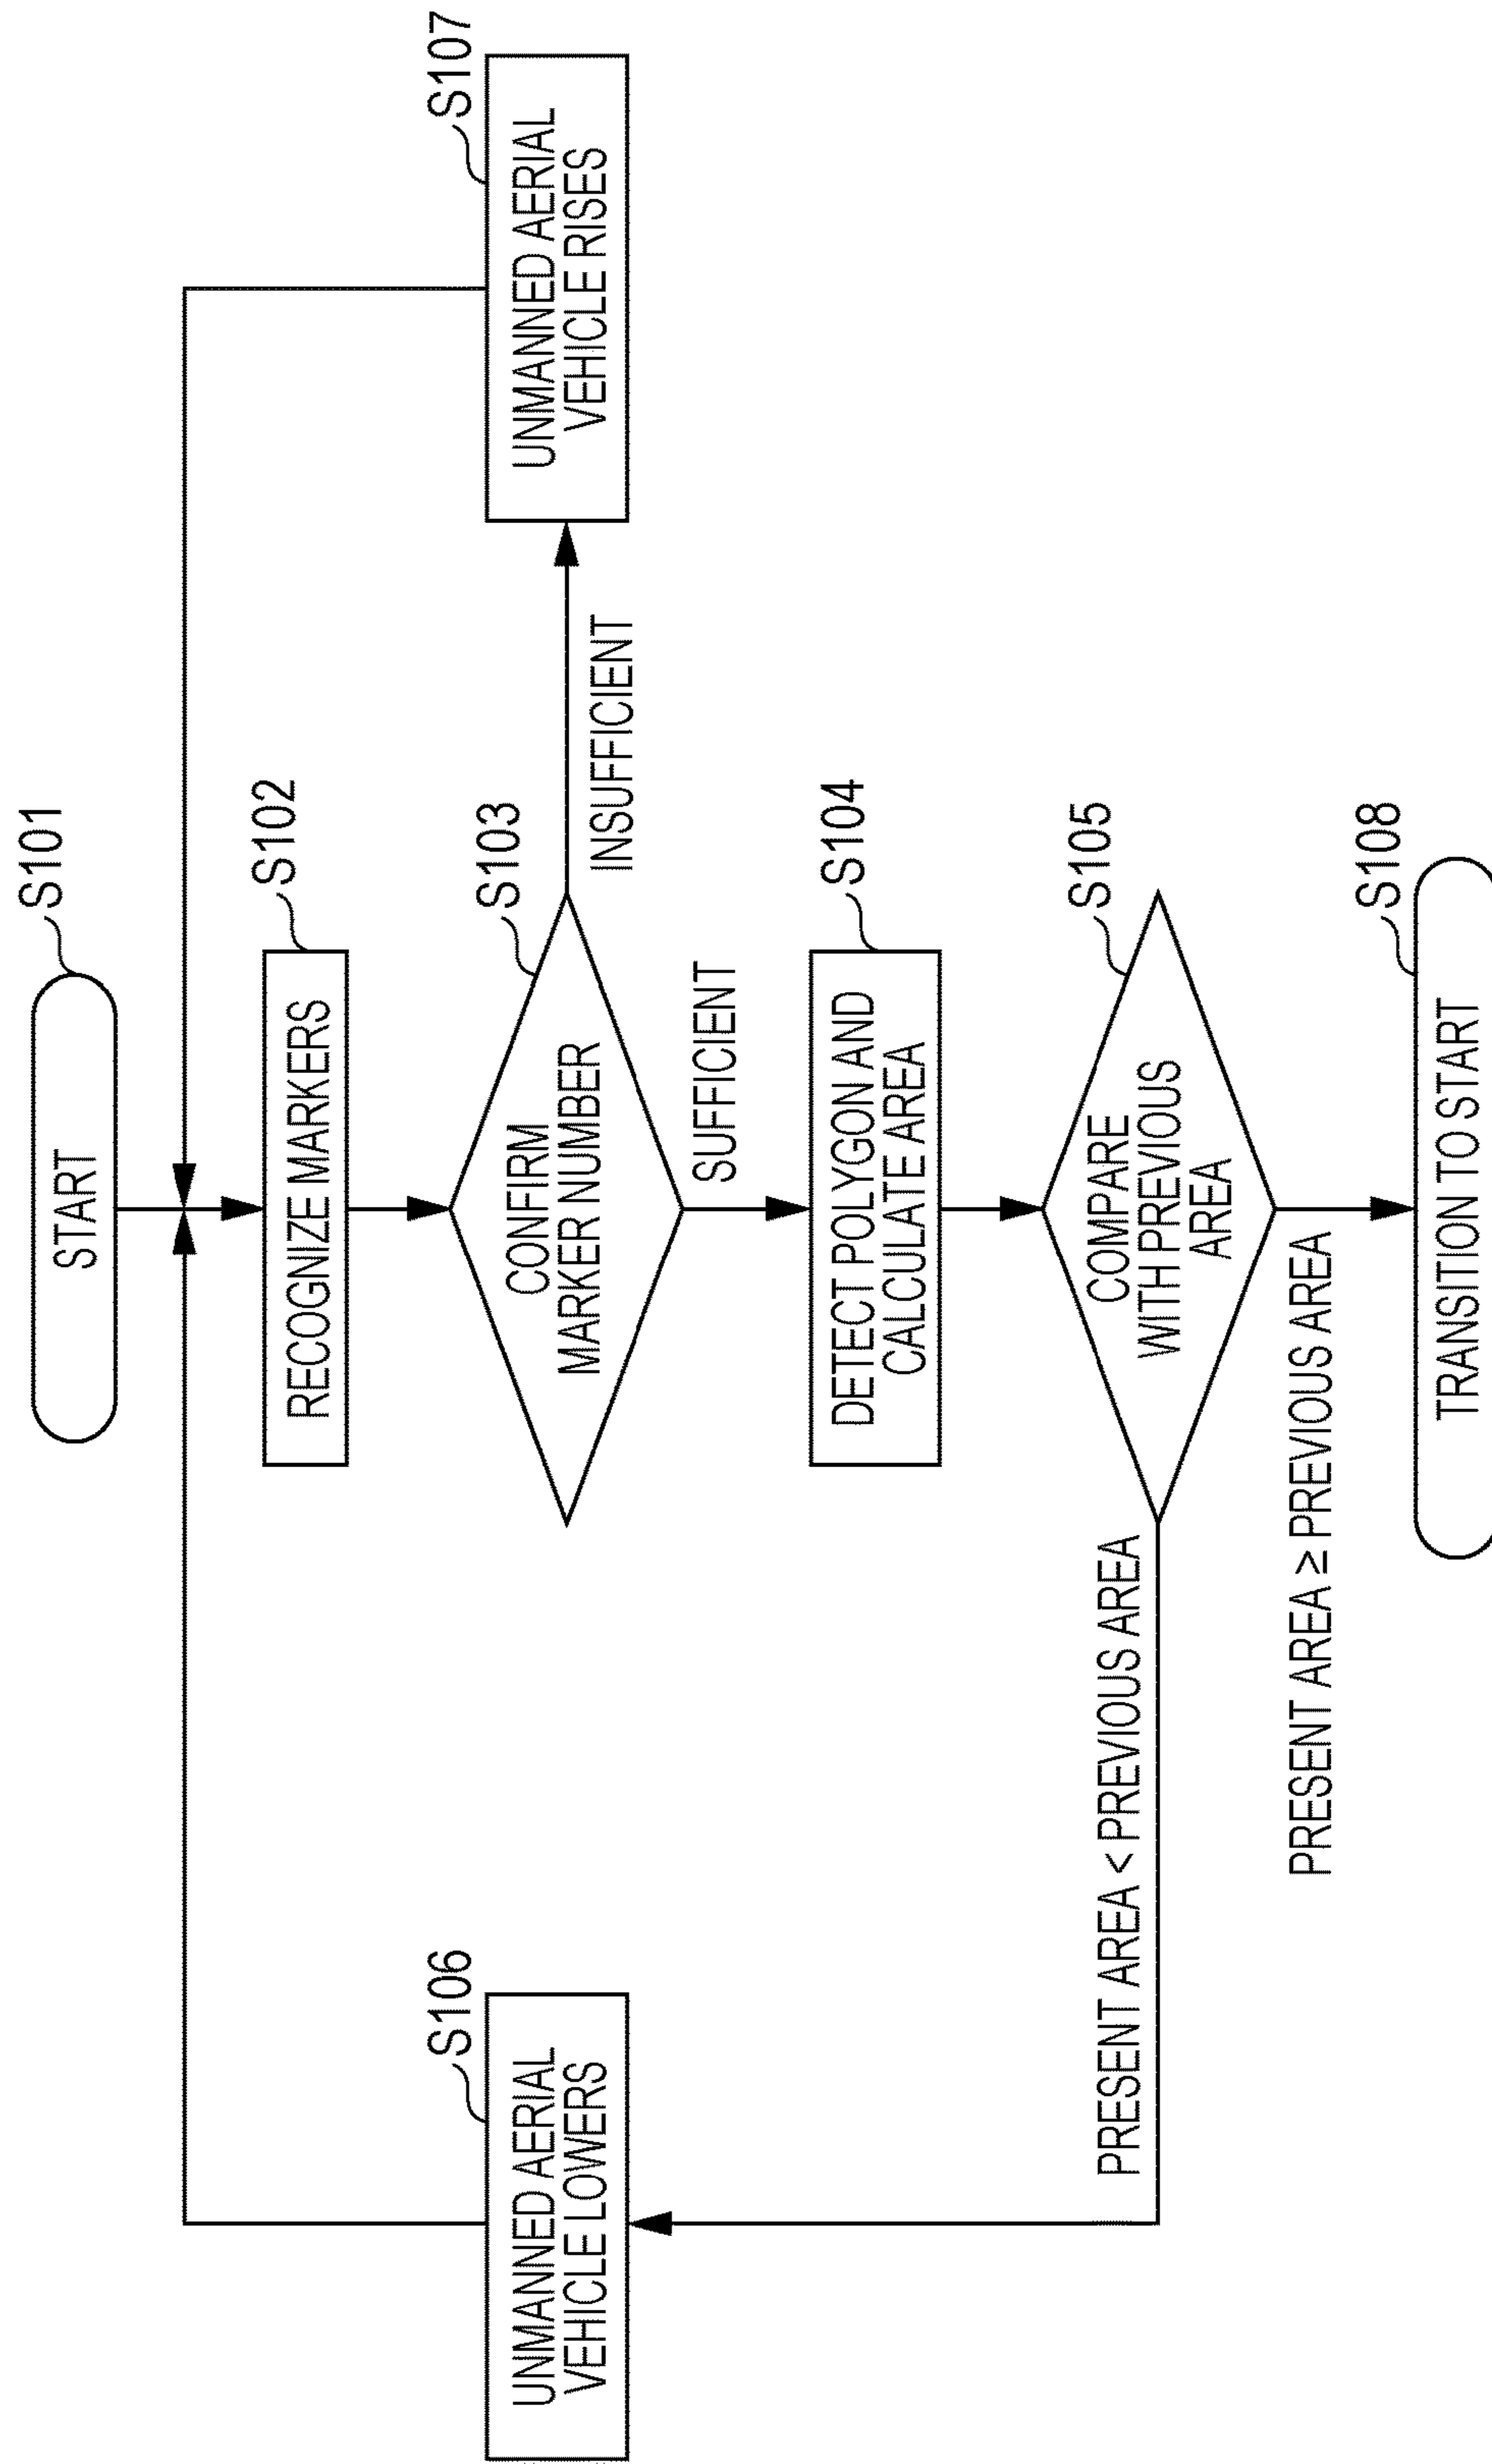 START
S101
RECOGNIZE MARKERS
S102
CONFIRM
MARKER NUMBER
S103
INSUFFICIENT
UNMANNED AERIAL
VEHICLE RISES
S107
SUFFICIENT
DETECT POLYGON AND
CALCULATE AREA
S104
COMPARE
WITH PREVIOUS
AREA
S105
PRESENT AREA < PREVIOUS AREA
UNMANNED AERIAL
VEHICLE LOWERS
S106
PRESENT AREA ≥ PREVIOUS AREA
TRANSITION TO START
S108